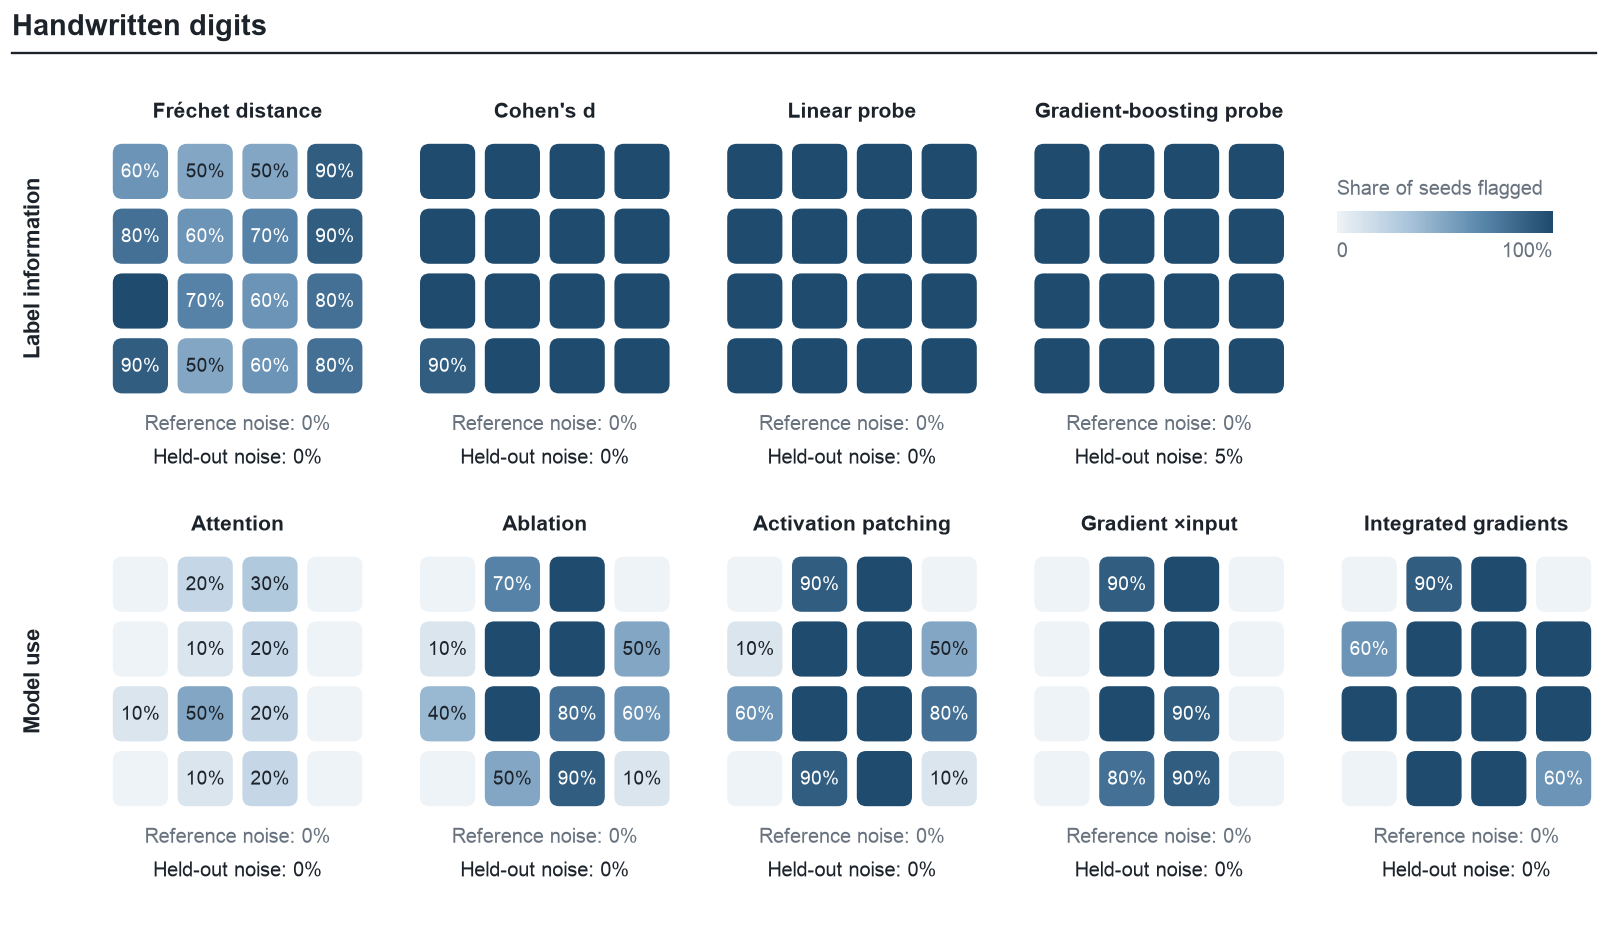 Handwritten digits
Fréchet distance Cohen's d Linear probe Gradient-boosting probe
Label information
60% 50% 50% 90%
80% 60% 70% 90%
70% 60% 80%
90% 50% 60% 80% 90%
Share of seeds flagged
0 100%
Reference noise: 0% Reference noise: 0% Reference noise: 0% Reference noise: 0%
Held-out noise: 0% Held-out noise: 0% Held-out noise: 0% Held-out noise: 5%
Attention Ablation Activation patching Gradient ×input Integrated gradients
Model use
20% 30% 70% 90% 90% 90%
10% 20% 10% 50% 10% 50% 60%
10% 50% 20% 40% 80% 60% 60% 80% 90%
10% 20% 50% 90% 10% 90% 10% 80% 90% 60%
Reference noise: 0% Reference noise: 0% Reference noise: 0% Reference noise: 0% Reference noise: 0%
Held-out noise: 0% Held-out noise: 0% Held-out noise: 0% Held-out noise: 0% Held-out noise: 0%